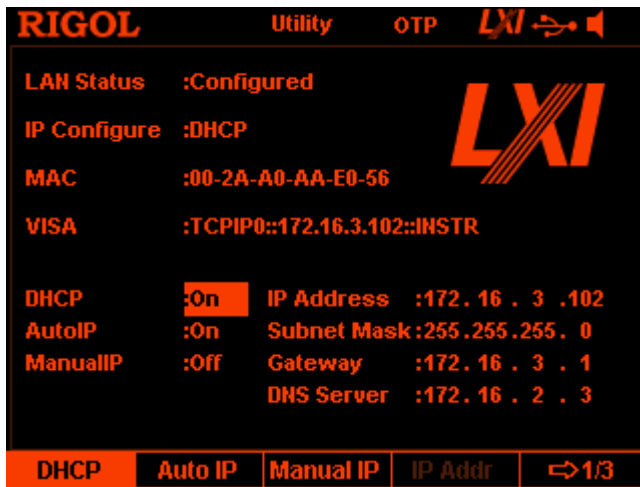 RIGOL Utility OTP LXI
LAN Status :Configured
LXI
IP Configure :DHCP
MAC :00-2A-A0-AA-E0-56
VISA :TCPIP0::172.16.3.102::INSTR
DHCP :On IP Address :172. 16 . 3 .102
AutoIP :On Subnet Mask:255.255.255. 0
ManualIP :Off Gateway :172. 16 . 3 . 1
DNS Server :172. 16 . 2 . 3
DHCP Auto IP Manual IP IP Addr ⇨1/3